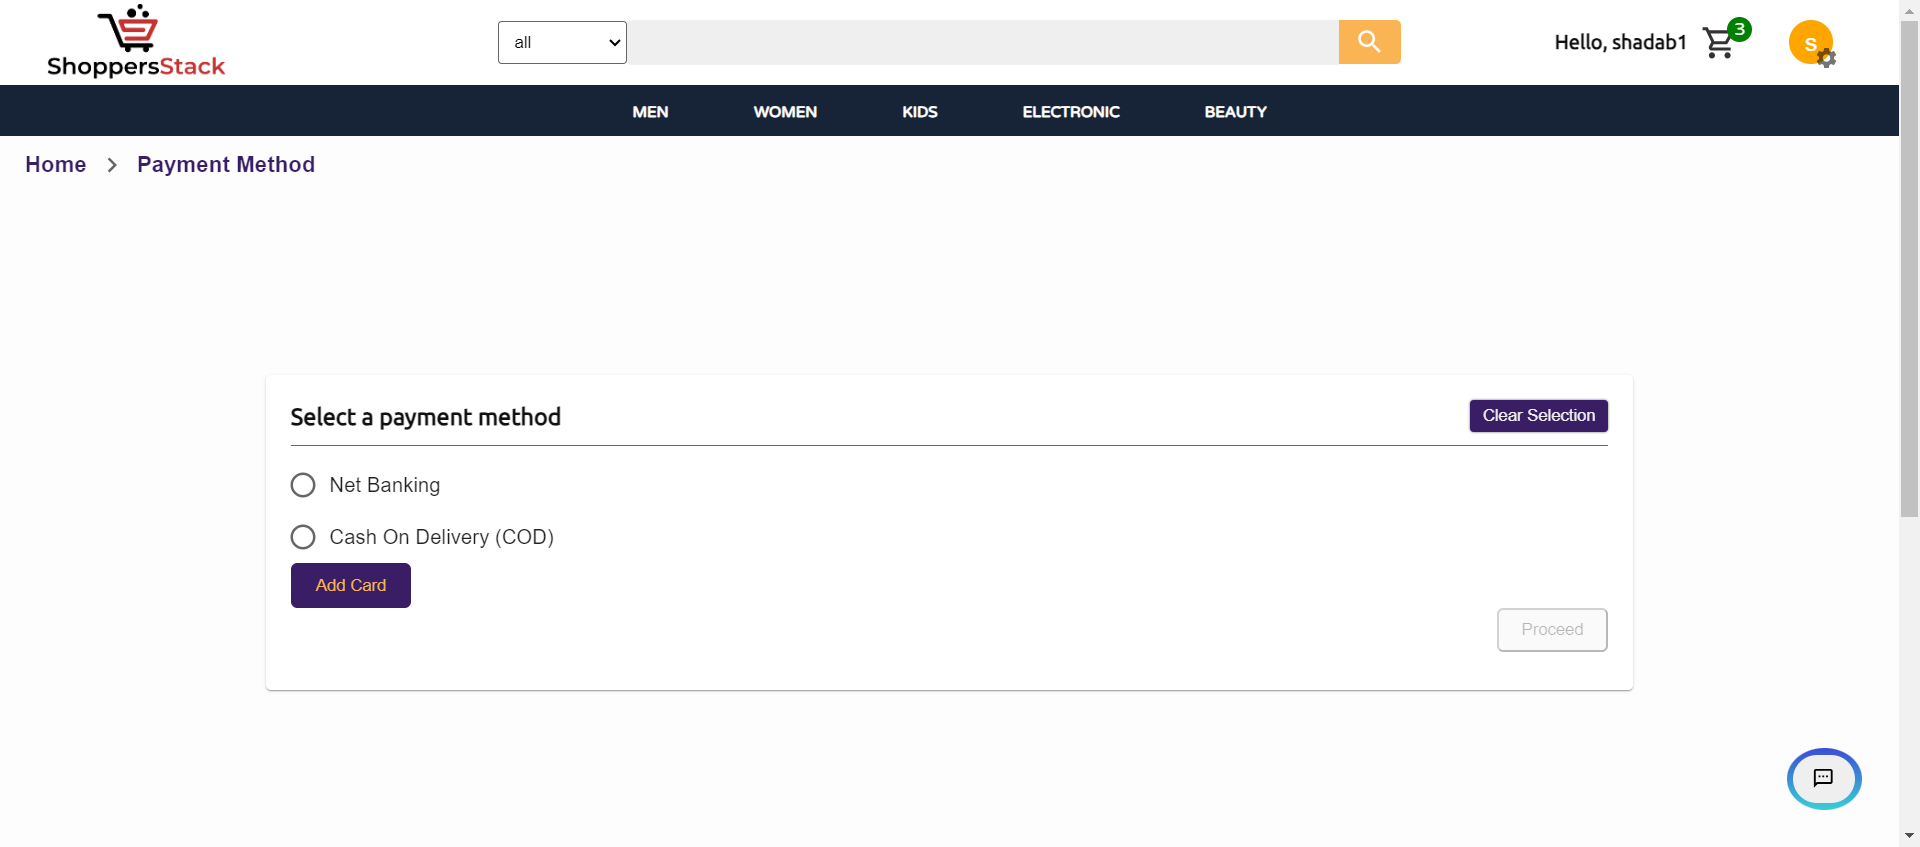 ShoppersStack
all
Hello, shadab1
3
S
MEN WOMEN KIDS ELECTRONIC BEAUTY
Home > Payment Method
Select a payment method
Clear Selection
Net Banking
Cash On Delivery (COD)
Add Card
Proceed